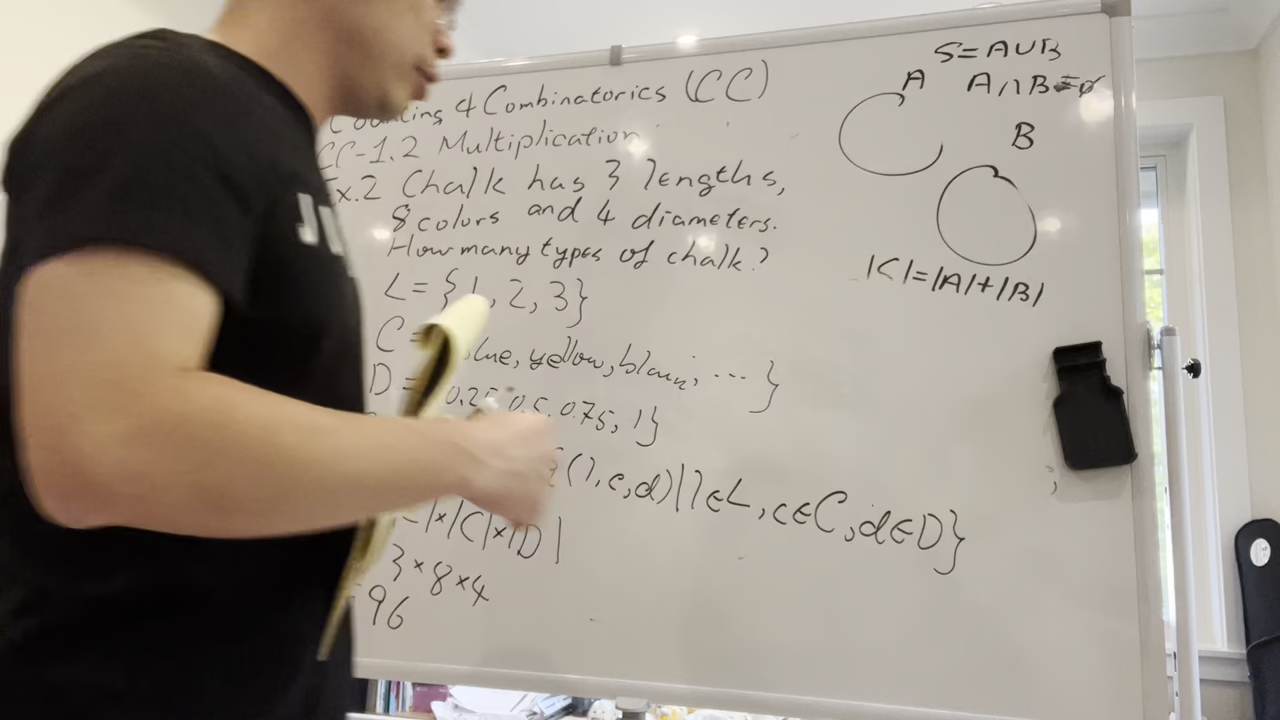 Counting & Combinatorics (CC)
CC-1.2 Multiplication
Ex.2 Chalk has 3 lengths,
8 colors and 4 diameters.
How many types of chalk?
L = {1, 2, 3}
C = blue, yellow, ... }
D = 0.25, 0.5, 0.75, 1}
{(l,c,d)|l∈L, c∈C, d∈D}
|×|C|×|D|
3×8×4
=96
S=A∪B
A A∩B=∅
B
|S|=|A|+|B|